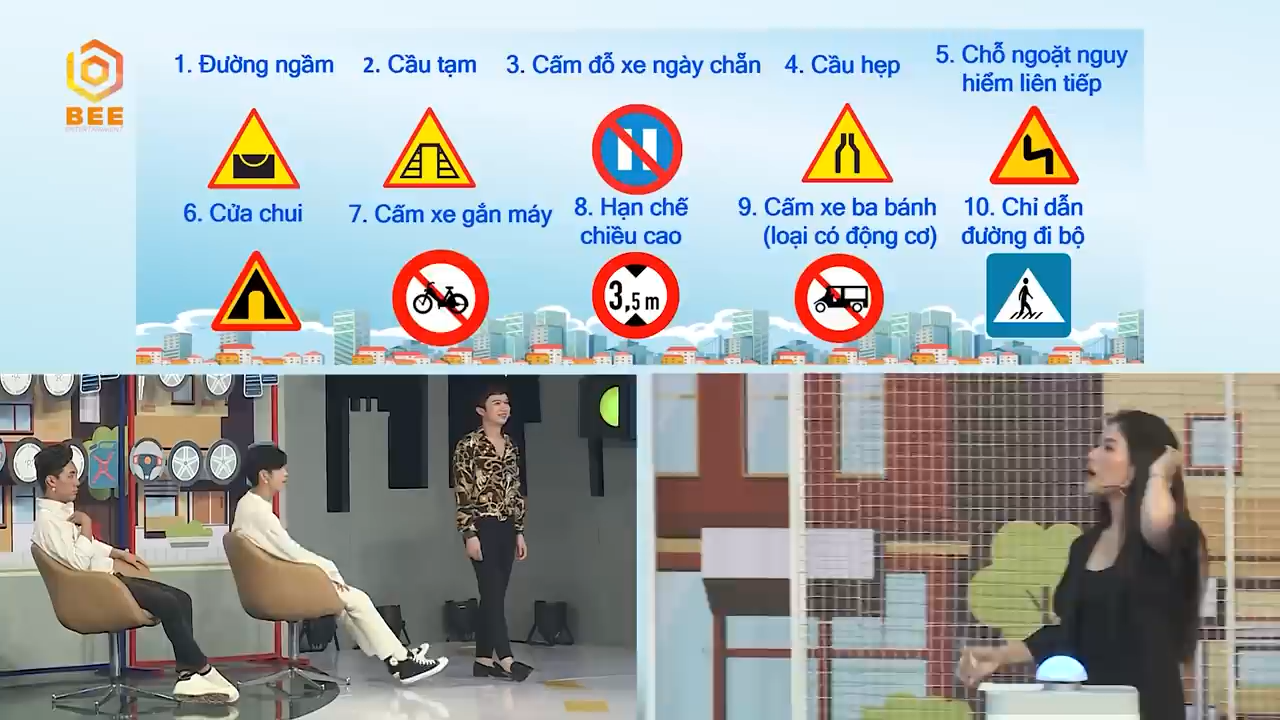 BEE
ENTERTAINMENT
1. Đường ngầm
2. Cầu tạm
3. Cấm đỗ xe ngày chẵn
4. Cầu hẹp
5. Chỗ ngoặt nguy
hiểm liên tiếp
6. Cửa chui
7. Cấm xe gắn máy
8. Hạn chế
chiều cao
9. Cấm xe ba bánh
(loại có động cơ)
10. Chỉ dẫn
đường đi bộ
3,5 m